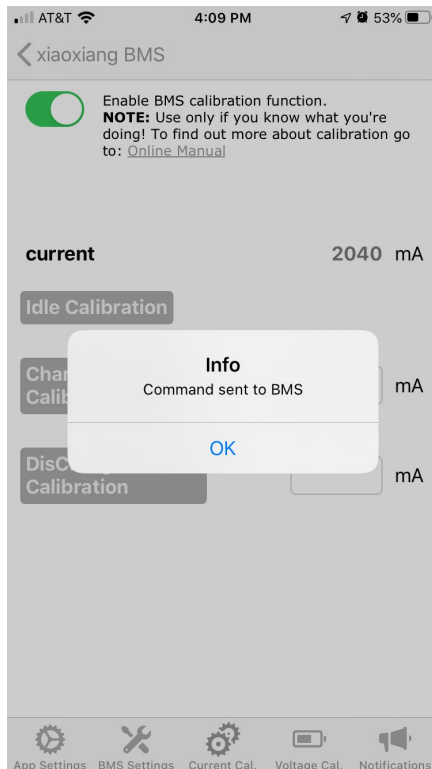 AT&T 4:09 PM 53%
xiaoxiang BMS
Enable BMS calibration function.
NOTE: Use only if you know what you're
doing! To find out more about calibration go
to: Online Manual
current 2040 mA
Idle Calibration
Info
Command sent to BMS
mA
OK
Calibration
mA
App Settings BMS Settings Current Cal. Voltage Cal. Notifications